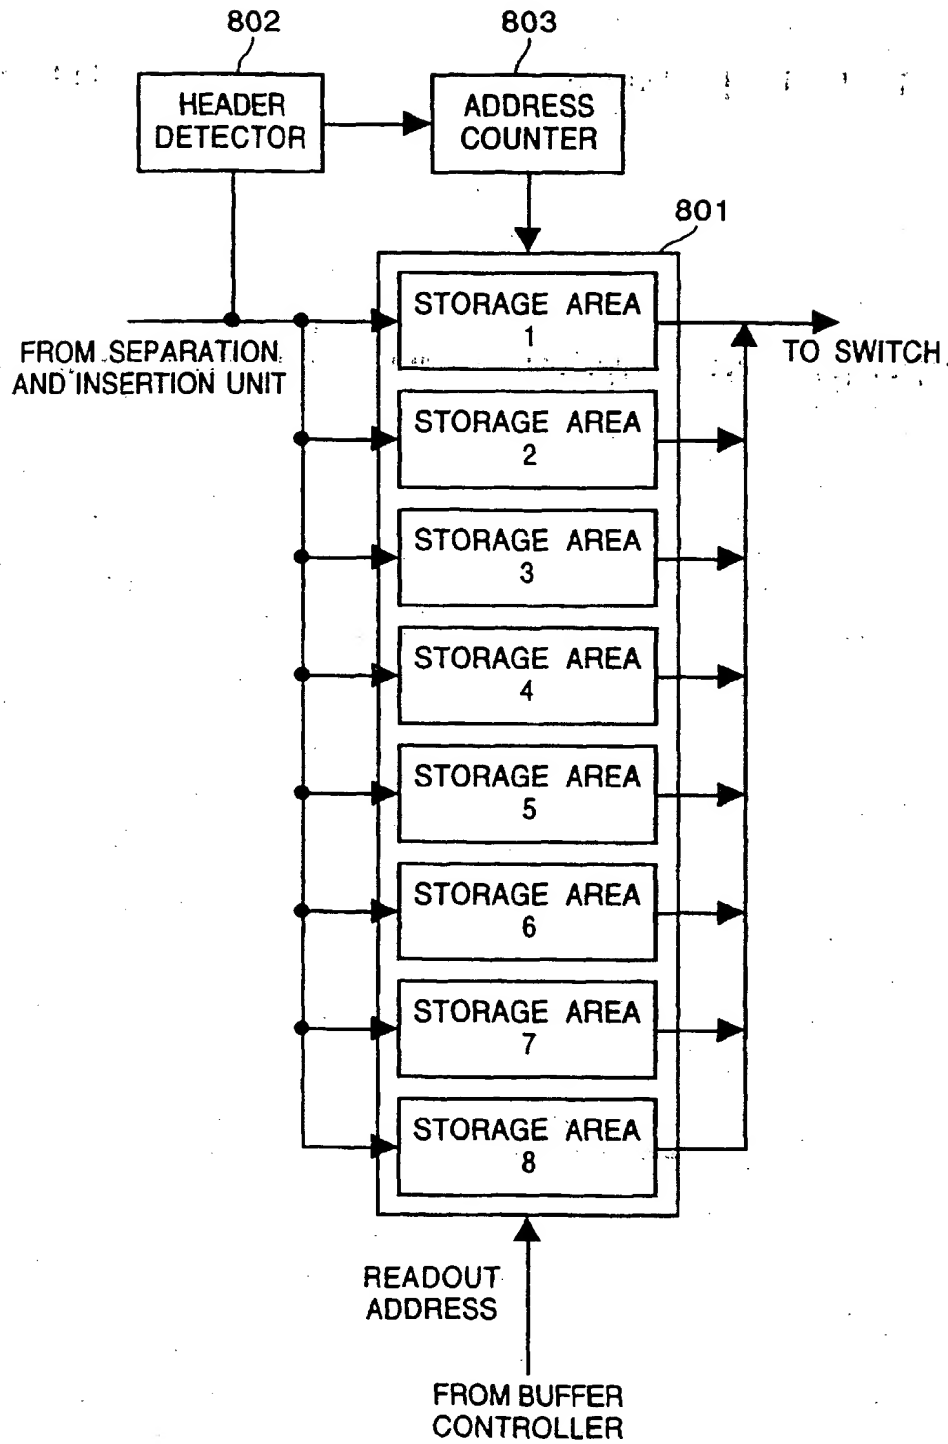 802
803
HEADER
DETECTOR
ADDRESS
COUNTER
801
STORAGE AREA
1
FROM SEPARATION
AND INSERTION UNIT
TO SWITCH
STORAGE AREA
2
STORAGE AREA
3
STORAGE AREA
4
STORAGE AREA
5
STORAGE AREA
6
STORAGE AREA
7
STORAGE AREA
8
READOUT
ADDRESS
FROM BUFFER
CONTROLLER